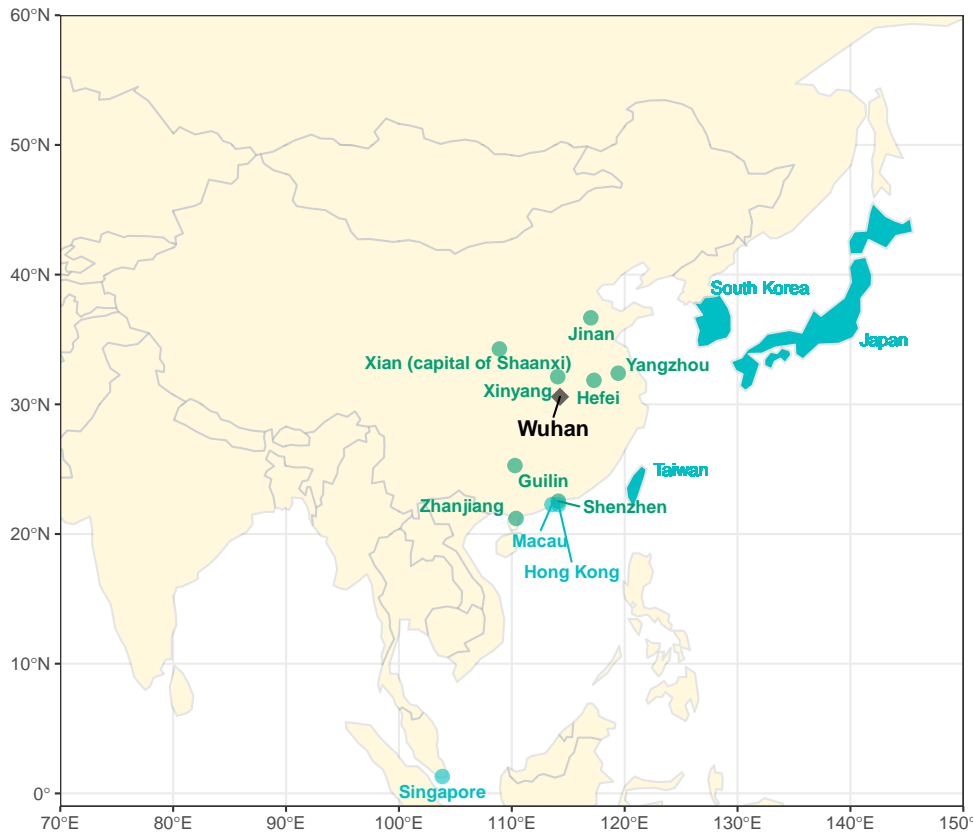 60°N
50°N
40°N
30°N
20°N
10°N
0°
South Korea
Japan
Jinan
Xian (capital of Shaanxi)
Yangzhou
Xinyang
Hefei
Wuhan
Taiwan
Guilin
Zhanjiang
Shenzhen
Macau
Hong Kong
Singapore
70°E
80°E
90°E
100°E
110°E
120°E
130°E
140°E
150°